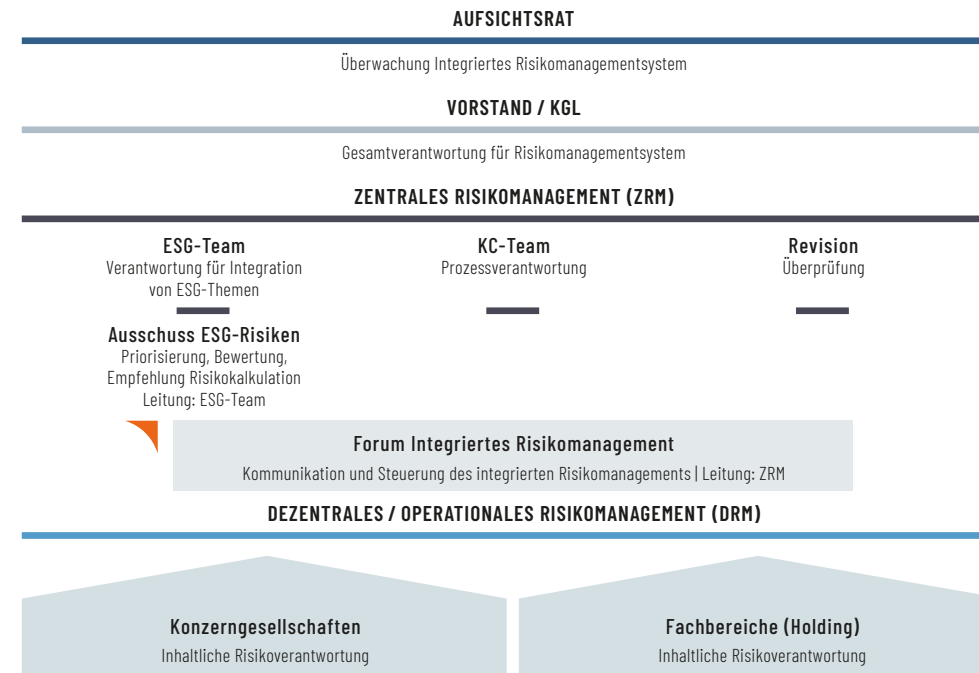 AUFSICHTSRAT
Überwachung Integriertes Risikomanagementsystem
VORSTAND / KGL
Gesamtverantwortung für Risikomanagementsystem
ZENTRALES RISIKOMANAGEMENT (ZRM)
ESG-Team
Verantwortung für Integration
von ESG-Themen
KC-Team
Prozessverantwortung
Revision
Überprüfung
Ausschuss ESG-Risiken
Priorisierung, Bewertung,
Empfehlung Risikokalkulation
Leitung: ESG-Team
Forum Integriertes Risikomanagement
Kommunikation und Steuerung des integrierten Risikomanagements | Leitung: ZRM
DEZENTRALES / OPERATIONALES RISIKOMANAGEMENT (DRM)
Konzerngesellschaften
Inhaltliche Risikoverantwortung
Fachbereiche (Holding)
Inhaltliche Risikoverantwortung